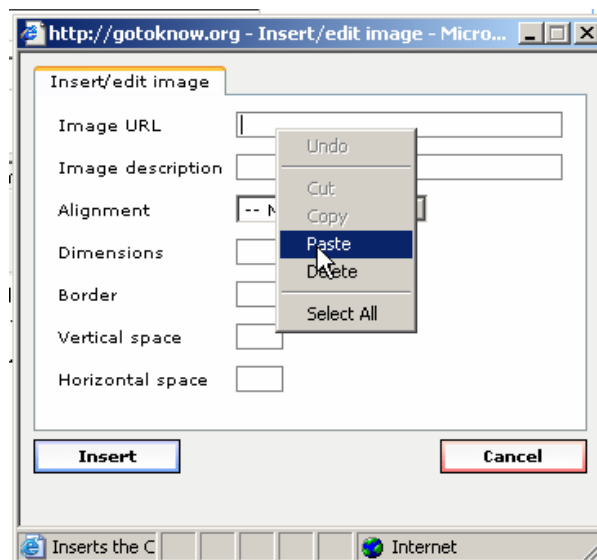 http://gotoknow.org - Insert/edit image - Micro...
Insert/edit image
Image URL
Image description
Alignment
Dimensions
Border
Vertical space
Horizontal space
Undo
Cut
Copy
Paste
Delete
Select All
Insert
Cancel
Inserts the C
Internet